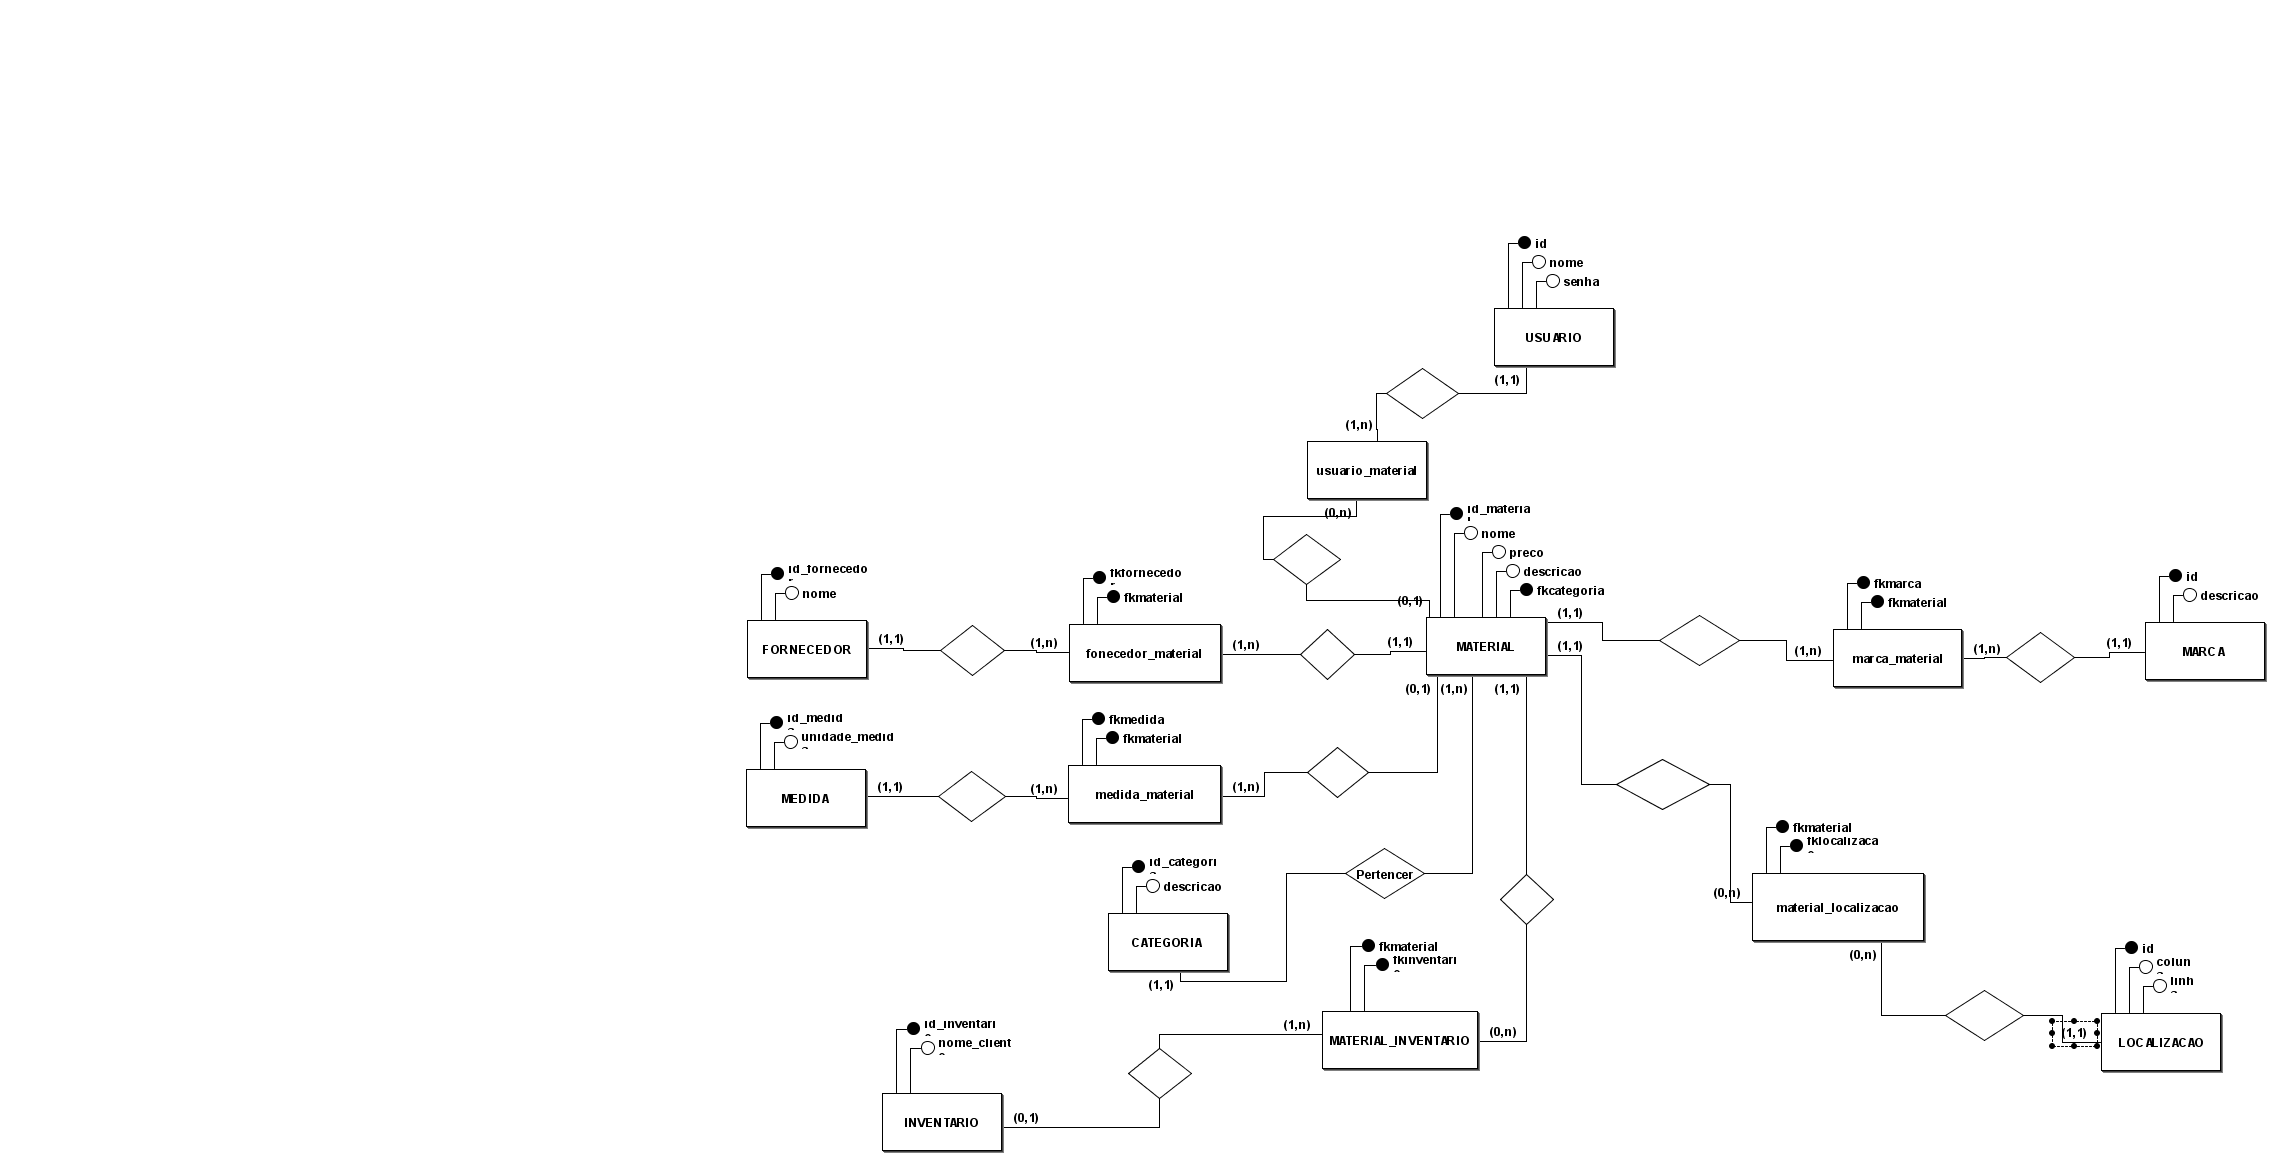 id
nome
senha
USUARIO
(1,1)
(1,n)
usuario_material
(0,n)
id_materia
nome
preco
descricao
fkcategoria
(0,1)
MATERIAL
(1,1)
(1,1)
(1,1)
(0,1)
(1,n)
(1,1)
id_fornecedo
nome
FORNECEDOR
(1,1)
(1,n)
fkfornecedo
fkmaterial
fonecedor_material
(1,n)
fkmarca
fkmaterial
(1,n)
marca_material
(1,n)
(1,1)
id
descricao
MARCA
id_medid
unidade_medid
MEDIDA
(1,1)
(1,n)
fkmedida
fkmaterial
medida_material
(1,n)
id_categori
descricao
CATEGORIA
(1,1)
Pertencer
fkmaterial
fklocalizaca
(0,n)
material_localizacao
(0,n)
id
colun
linh
(1,1)
LOCALIZACAO
fkmaterial
fkinventari
(1,n)
MATERIAL_INVENTARIO
(0,n)
id_inventari
nome_client
INVENTARIO
(0,1)